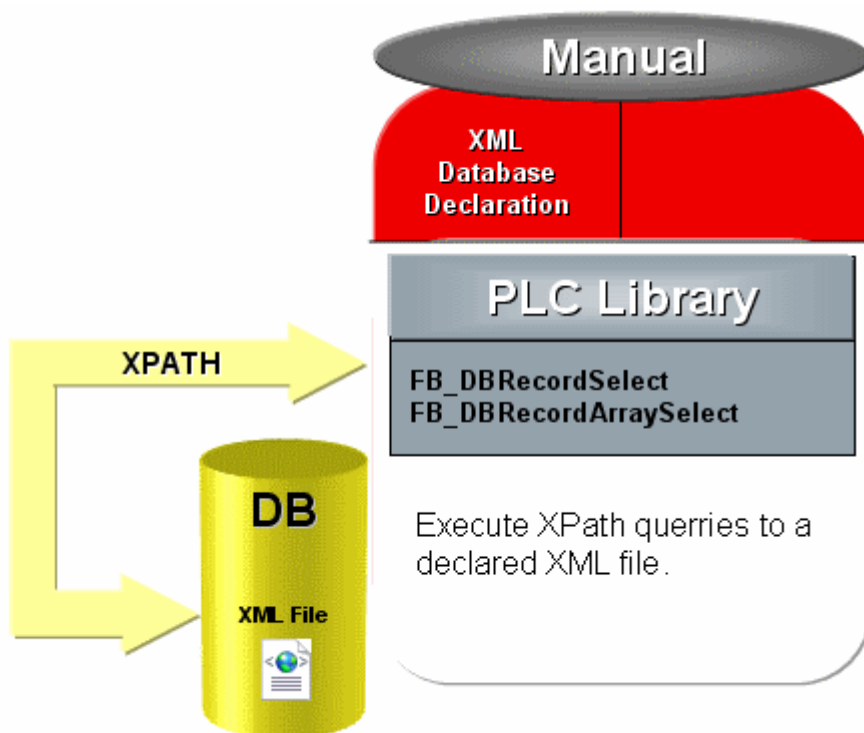 Manual
XML
Database
Declaration
PLC Library
XPATH
FB_DBRecordSelect
FB_DBRecordArraySelect
DB
XML File
Execute XPath querries to a
declared XML file.